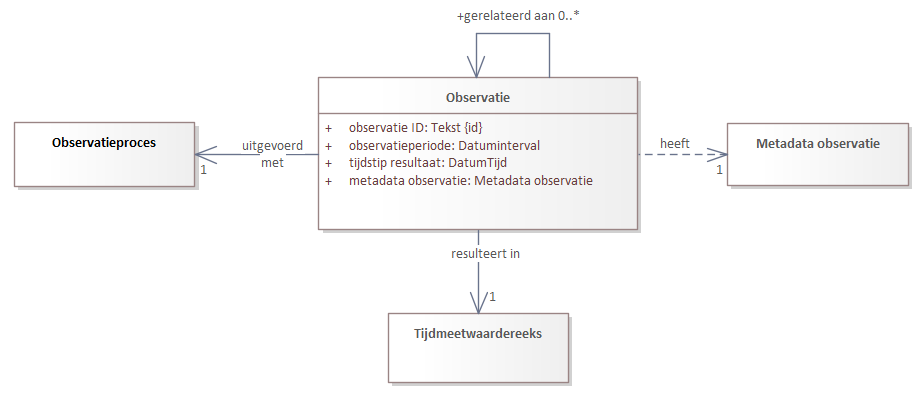 +gerelateerd aan 0..*
Observatie
+ observatie ID: Tekst {id}
+ observatieperiode: Datuminterval
+ tijdstip resultaat: DatumTijd
+ metadata observatie: Metadata observatie
Observatieproces
uitgevoerd
met
1
heeft
1
Metadata observatie
resulteert in
1
Tijdmeetwaardereeks